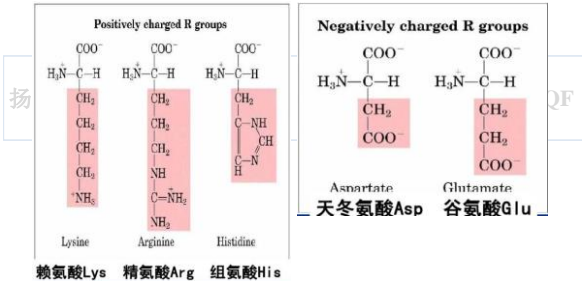 Positively charged R groups
COO⁻ COO⁻ COO⁻
H₃N⁺—C—H H₃N⁺—C—H H₃N⁺—C—H
CH₂ CH₂ CH₂
CH₂ CH₂ C—NH
CH₂ CH₂ CH
CH₂ NH C—N
⁺NH₃ C=N⁺H₂ H
NH₂
Lysine Arginine Histidine
赖氨酸Lys 精氨酸Arg 组氨酸His
Negatively charged R groups
COO⁻ COO⁻
H₃N⁺—C—H H₃N⁺—C—H
CH₂ CH₂
COO⁻ CH₂
COO⁻
Aspartate Glutamate
天冬氨酸Asp 谷氨酸Glu
扬
QF